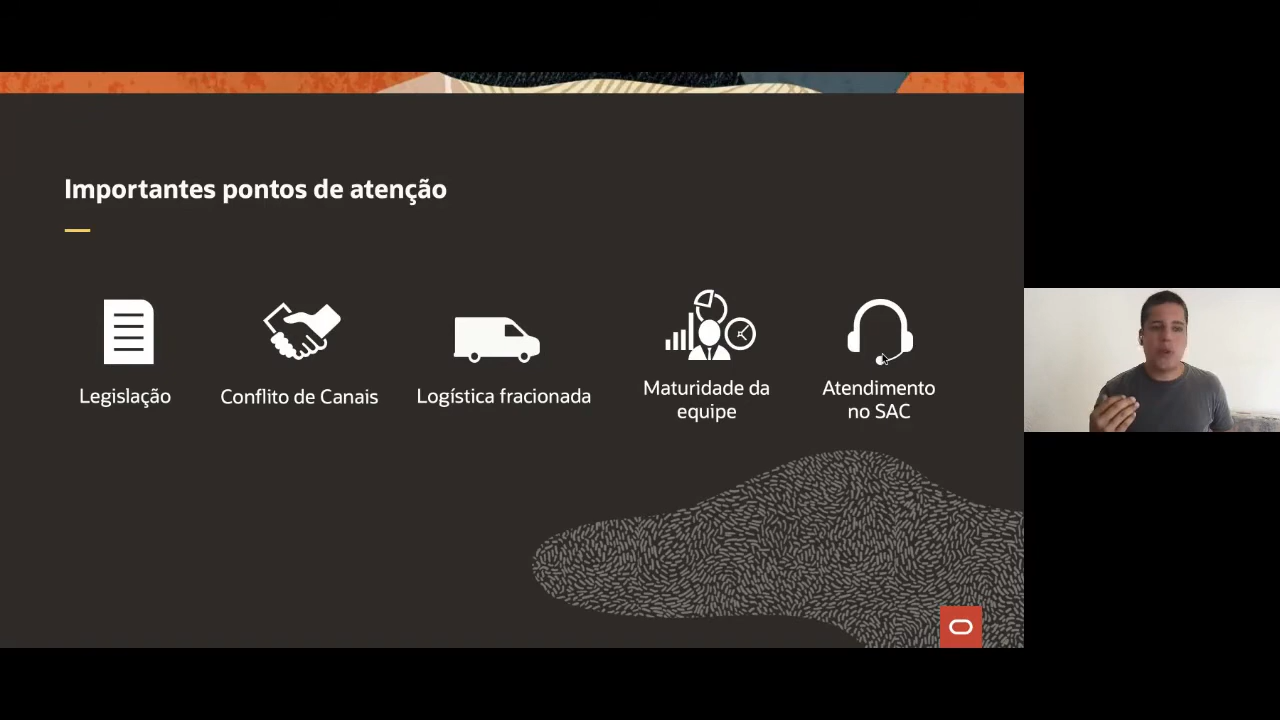 Importantes pontos de atenção
Legislação
Conflito de Canais
Logística fracionada
Maturidade da
equipe
Atendimento
no SAC